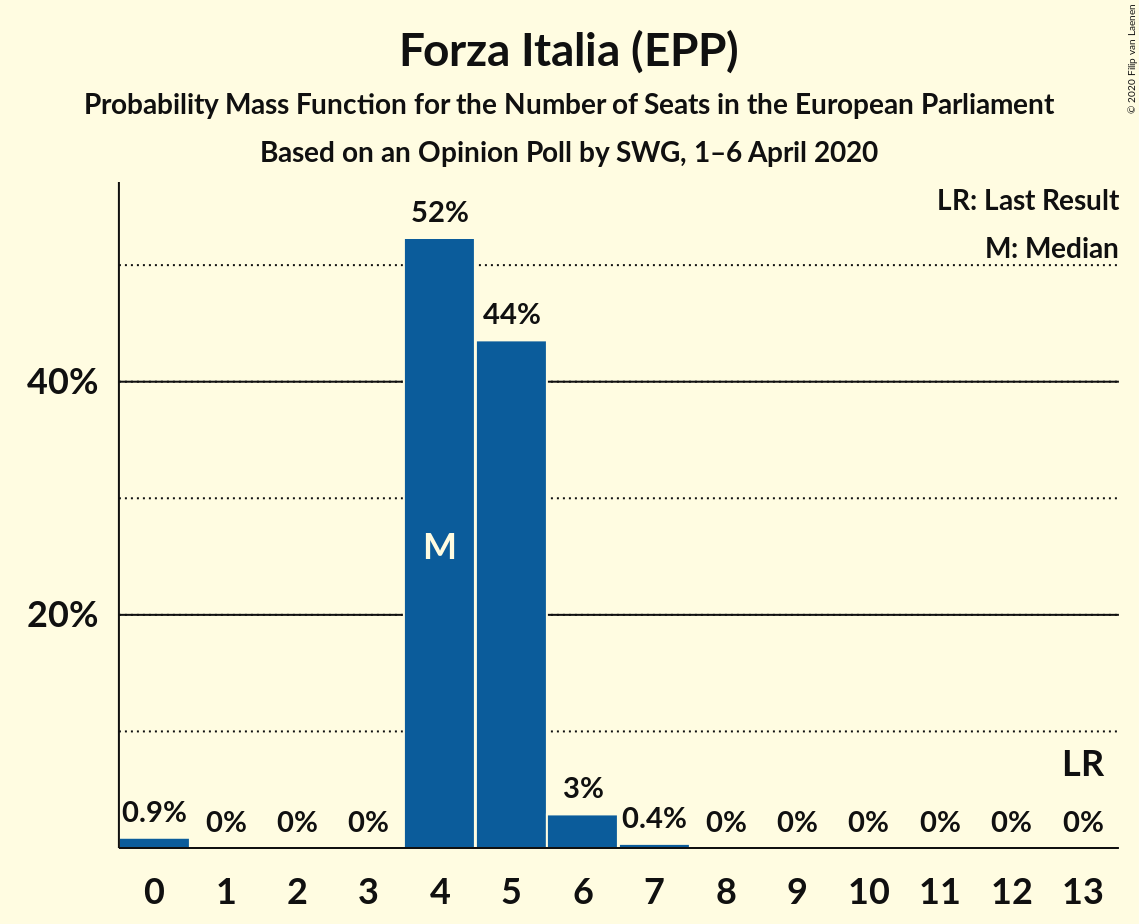 Forza Italia (EPP)
Probability Mass Function for the Number of Seats in the European Parliament
Based on an Opinion Poll by SWG, 1–6 April 2020
© 2020 Filip van Laenen
LR: Last Result
M: Median
52%
44%
40%
M
20%
LR
0.9% 0% 0% 0% 3% 0.4% 0% 0% 0% 0% 0% 0%
0 1 2 3 4 5 6 7 8 9 10 11 12 13